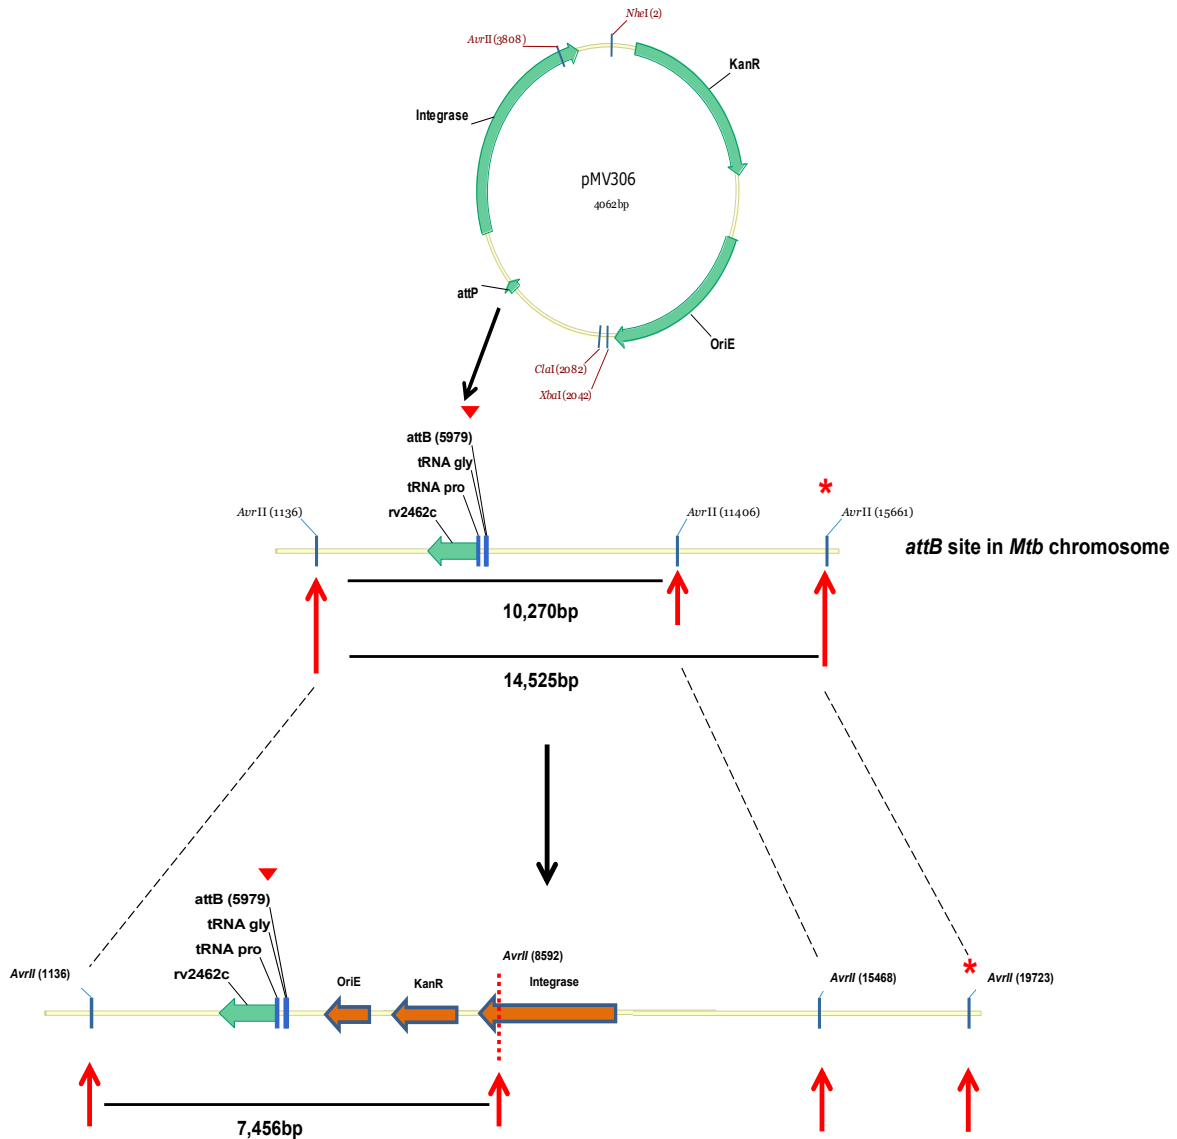 NheI (2)
AvrII (3808)
KanR
Integrase
pMV306
4062bp
attP
OriE
ClaI (2082)
XbaI (2042)
attB (5979)
tRNA gly
tRNA pro
rv2462c
*
AvrII (1136)
AvrII (11406)
AvrII (15661)
attB site in Mtb chromosome
10,270bp
14,525bp
attB (5979)
tRNA gly
tRNA pro
rv2462c
AvrII (1136)
OriE
KanR
AvrII (8592)
Integrase
AvrII (15468)
*
AvrII (19723)
7,456bp